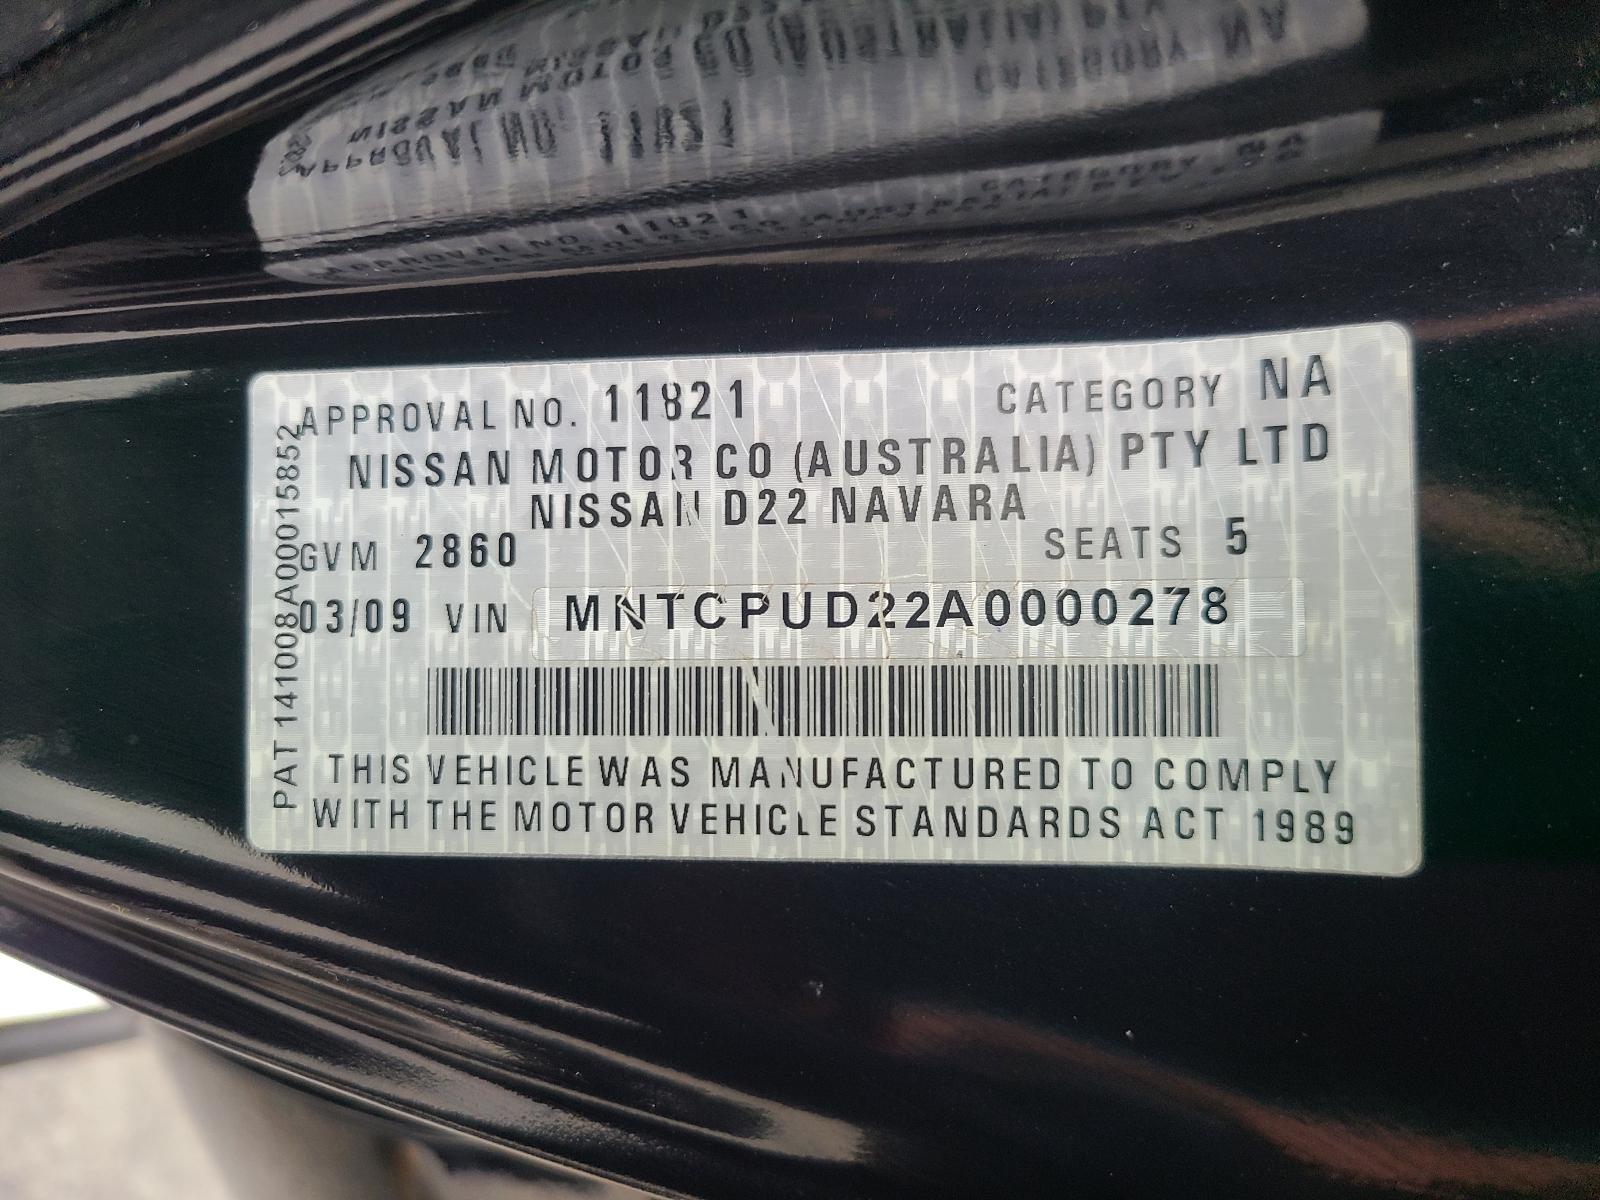 APPROVAL NO. 11821 CATEGORY NA
NISSAN MOTOR CO (AUSTRALIA) PTY LTD
NISSAN D22 NAVARA
GVM 2860 SEATS 5
03/09 VIN MNTCPUD22A0000278
THIS VEHICLE WAS MANUFACTURED TO COMPLY
WITH THE MOTOR VEHICLE STANDARDS ACT 1989
PAT 141008A00015852